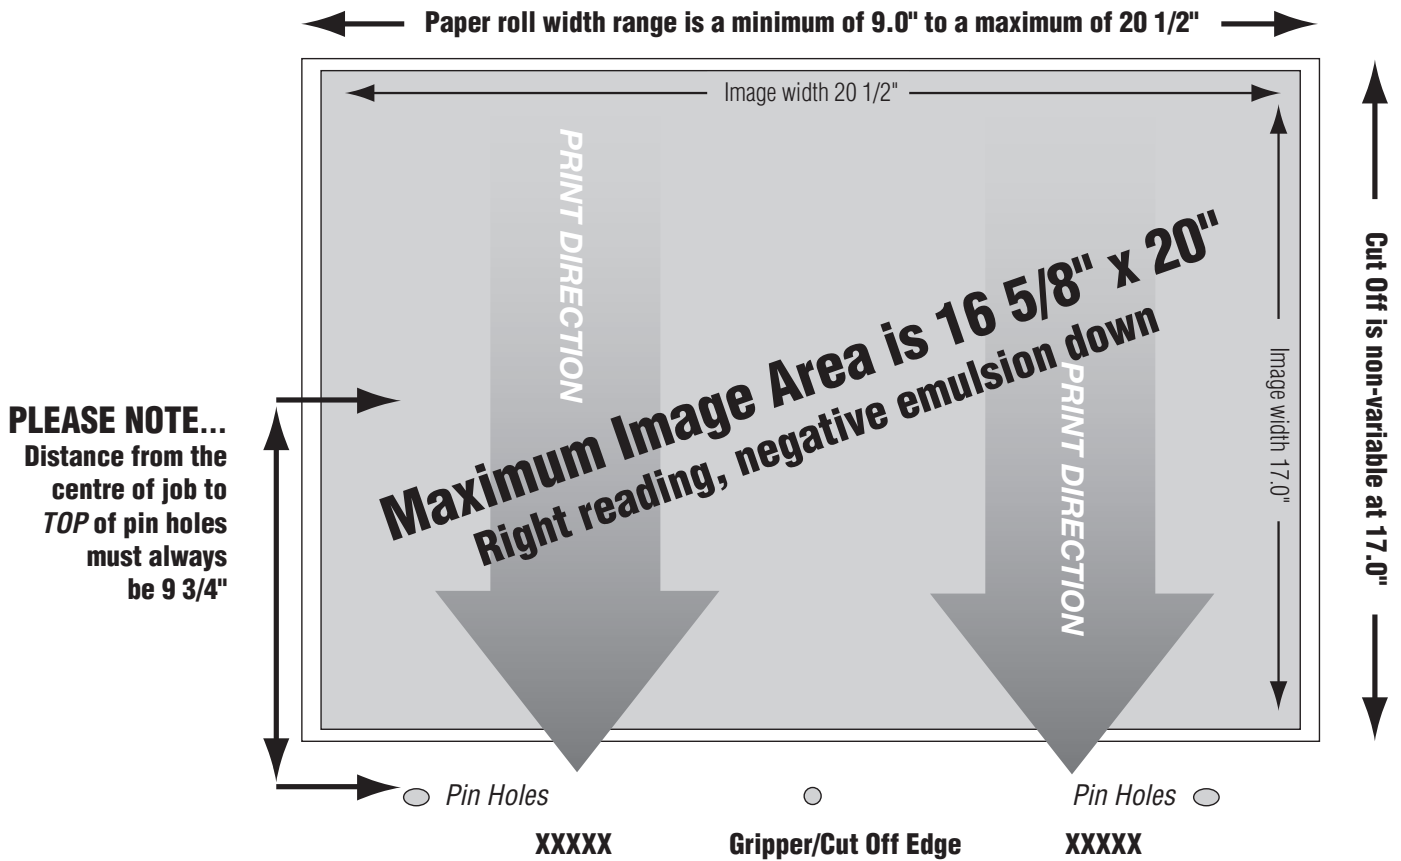 Paper roll width range is a minimum of 9.0" to a maximum of 20 1/2"
Image width 20 1/2"
PRINT DIRECTION
PRINT DIRECTION
Maximum Image Area is 16 5/8" x 20"
Right reading, negative emulsion down
Image width 17.0"
Cut Off is non-variable at 17.0"
PLEASE NOTE...
Distance from the
centre of job to
TOP of pin holes
must always
be 9 3/4"
Pin Holes
Pin Holes
XXXXX
Gripper/Cut Off Edge
XXXXX